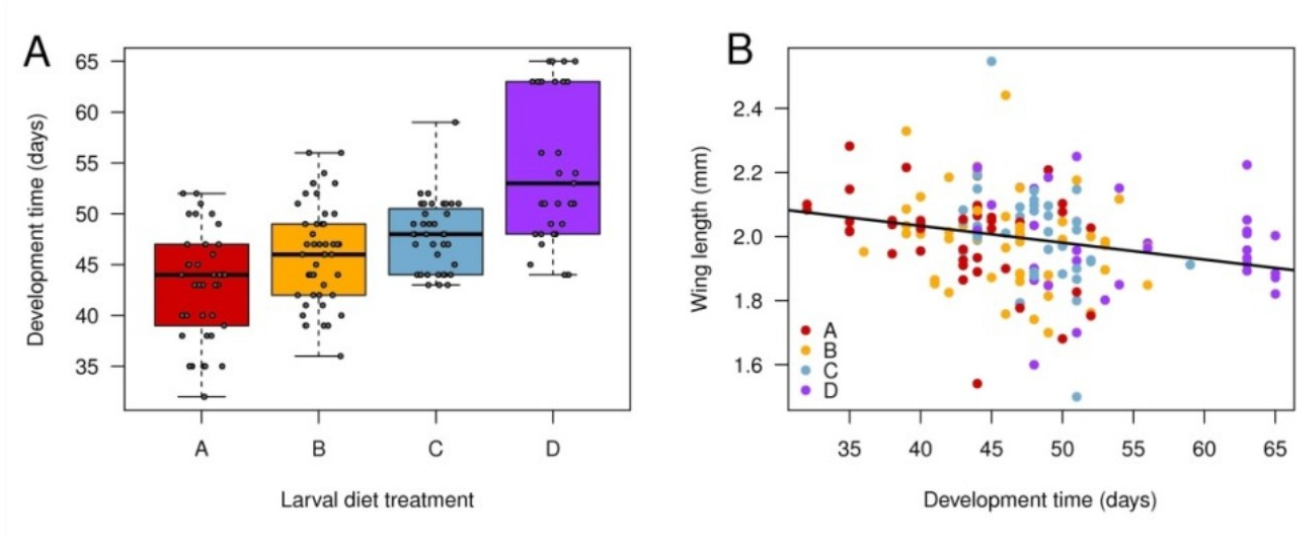 A
Development time (days)
65
60
55
50
45
40
35
A B C D
Larval diet treatment
B
Wing length (mm)
2.4
2.2
2.0
1.8
1.6
A
B
C
D
35 40 45 50 55 60 65
Development time (days)